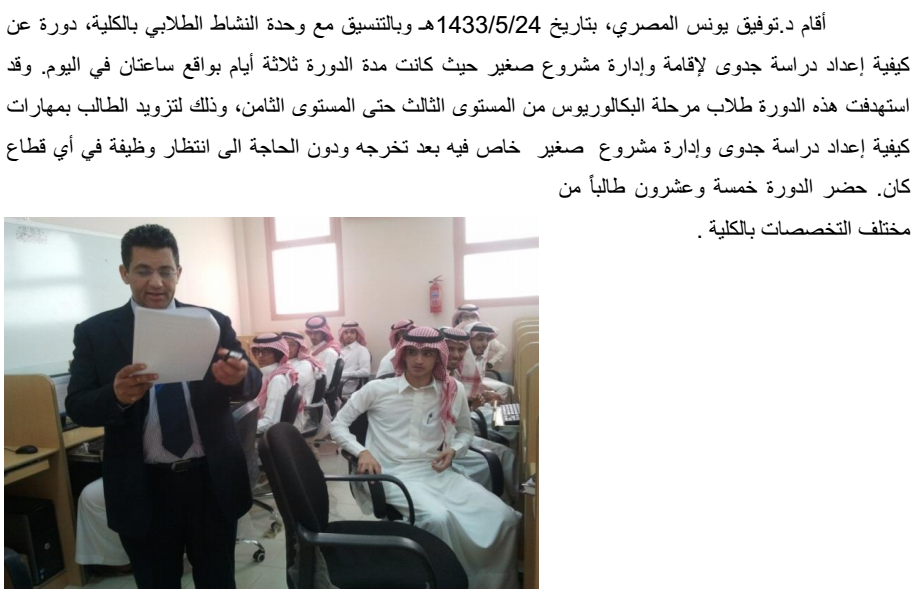 أقام د.توفيق يونس المصري، بتاريخ 1433/5/24هـ وبالتنسيق مع وحدة النشاط الطلابي بالكلية، دورة عن
كيفية إعداد دراسة جدوى لإقامة وإدارة مشروع صغير حيث كانت مدة الدورة ثلاثة أيام بواقع ساعتان في اليوم. وقد
استهدفت هذه الدورة طلاب مرحلة البكالوريوس من المستوى الثالث حتى المستوى الثامن، وذلك لتزويد الطالب بمهارات
كيفية إعداد دراسة جدوى وإدارة مشروع صغير خاص فيه بعد تخرجه ودون الحاجة الى انتظار وظيفة في أي قطاع
كان. حضر الدورة خمسة وعشرون طالباً من
مختلف التخصصات بالكلية .